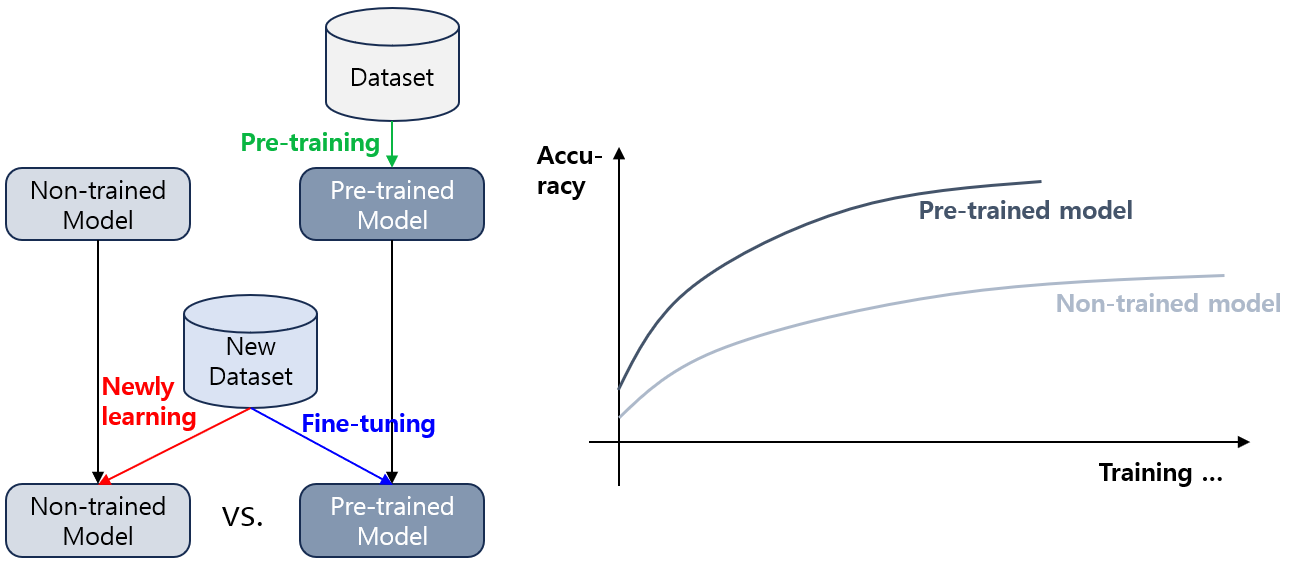 Dataset
Pre-training
Non-trained
Model
Pre-trained
Model
New
Dataset
Newly
learning
Fine-tuning
Non-trained
Model
VS.
Pre-trained
Model
Accu-
racy
Pre-trained model
Non-trained model
Training ...